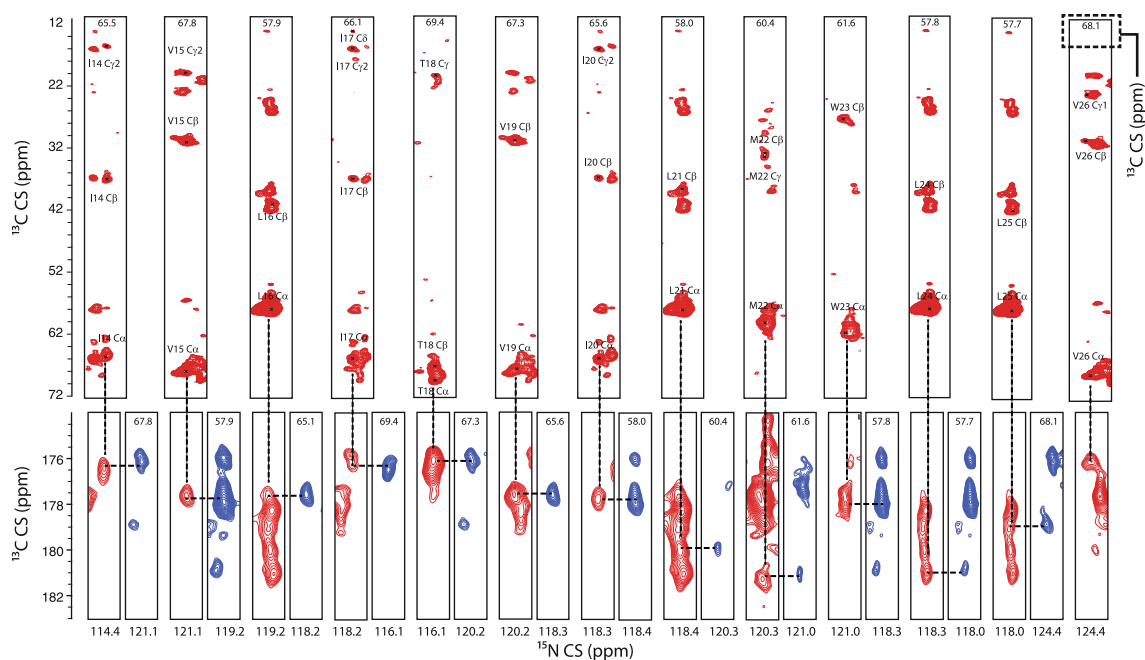 65.5 67.8 57.9 66.1 69.4 67.3 65.6 58.0 60.4 61.6 57.8 57.7 68.1
12
22
32
42
52
62
72
¹³C CS (ppm)
¹³C CS (ppm)
I14 Cγ2
I14 Cβ
I14 Cα
V15 Cγ2
V15 Cβ
V15 Cα
L16 Cβ
L16 Cα
I17 Cδ
I17 Cγ2
I17 Cβ
I17 Cα
T18 Cγ
T18 Cβ
T18 Cα
V19 Cβ
V19 Cα
I20 Cγ2
I20 Cβ
I20 Cα
L21 Cβ
L21 Cα
M22 Cβ
M22 Cγ
M22 Cα
W23 Cβ
W23 Cα
L24 Cβ
L24 Cα
L25 Cβ
L25 Cα
V26 Cγ1
V26 Cβ
V26 Cα
67.8 57.9 65.1 69.4 67.3 65.6 58.0 60.4 61.6 57.8 57.7 68.1
176
178
180
182
¹³C CS (ppm)
114.4 121.1 121.1 119.2 119.2 118.2 118.2 116.1 116.1 120.2 120.2 118.3 118.3 118.4 118.4 120.3 120.3 121.0 121.0 118.3 118.3 118.0 118.0 124.4 124.4
¹⁵N CS (ppm)